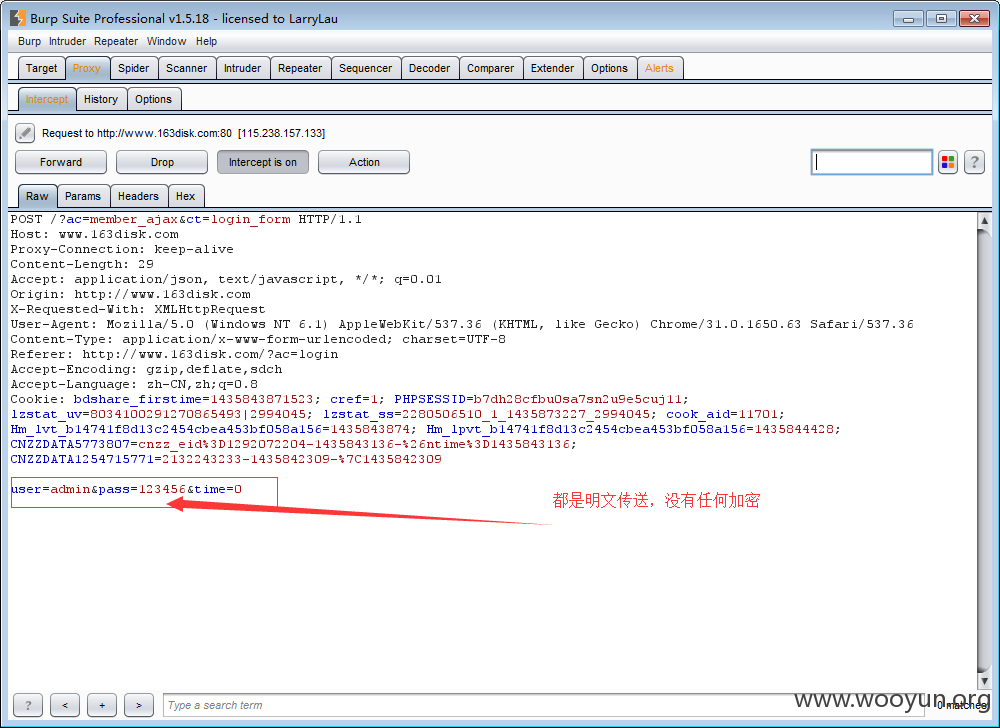 Burp Suite Professional v1.5.18 - licensed to LarryLau
Burp Intruder Repeater Window Help
Target Proxy Spider Scanner Intruder Repeater Sequencer Decoder Comparer Extender Options Alerts
Intercept History Options
Request to http://www.163disk.com:80 [115.238.157.133]
Forward Drop Intercept is on Action ?
Raw Params Headers Hex
POST /?ac=member_ajax&ct=login_form HTTP/1.1
Host: www.163disk.com
Proxy-Connection: keep-alive
Content-Length: 29
Accept: application/json, text/javascript, */*; q=0.01
Origin: http://www.163disk.com
X-Requested-With: XMLHttpRequest
User-Agent: Mozilla/5.0 (Windows NT 6.1) AppleWebKit/537.36 (KHTML, like Gecko) Chrome/31.0.1650.63 Safari/537.36
Content-Type: application/x-www-form-urlencoded; charset=UTF-8
Referer: http://www.163disk.com/?ac=login
Accept-Encoding: gzip,deflate,sdch
Accept-Language: zh-CN,zh;q=0.8
Cookie: bdshare_firstime=1435843871523; cref=1; PHPSESSID=b7dh28cfbu0sa7sn2u9e5cuj11;
lzstat_uv=8034100291270865493|2994045; lzstat_ss=2280506510_1_1435873227_2994045; cook_aid=11701;
Hm_lvt_b14741f8d13c2454cbea453bf058a156=1435843874; Hm_lpvt_b14741f8d13c2454cbea453bf058a156=1435844428;
CNZZDATA5773807=cnzz_eid%3D1292072204-1435843136-%26ntime%3D1435843136;
CNZZDATA1254715771=2132243233-1435842309-%7C1435842309
user=admin&pass=123456&time=0
都是明文传送，没有任何加密
? < + > Type a search term 0 matches
www.wooyun.org